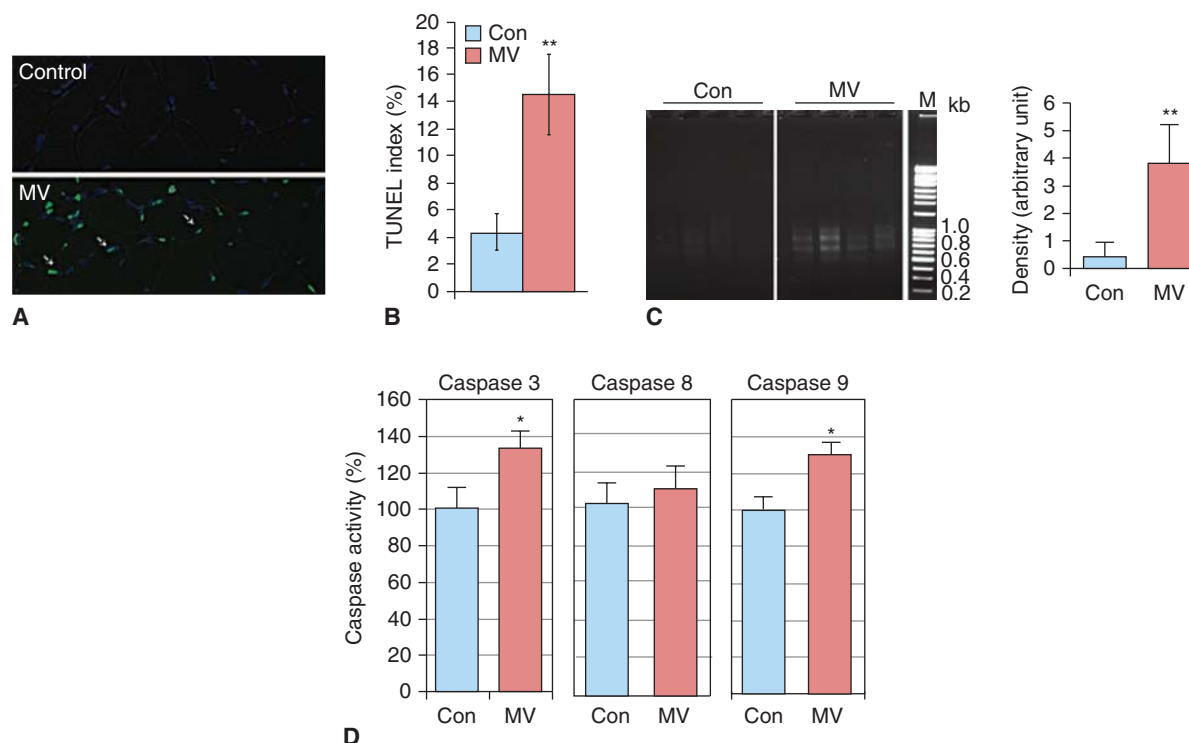 Control
MV
A
20
18
16
14
12
10
8
6
4
2
0
TUNEL index (%)
Con
MV
**
B
Con
MV
M
kb
1.0
0.8
0.6
0.4
0.2
C
6
5
4
3
2
1
0
Density (arbitrary unit)
**
Con
MV
Caspase 3
Caspase 8
Caspase 9
160
140
120
100
80
60
40
20
0
Caspase activity (%)
*
*
Con
MV
Con
MV
Con
MV
D